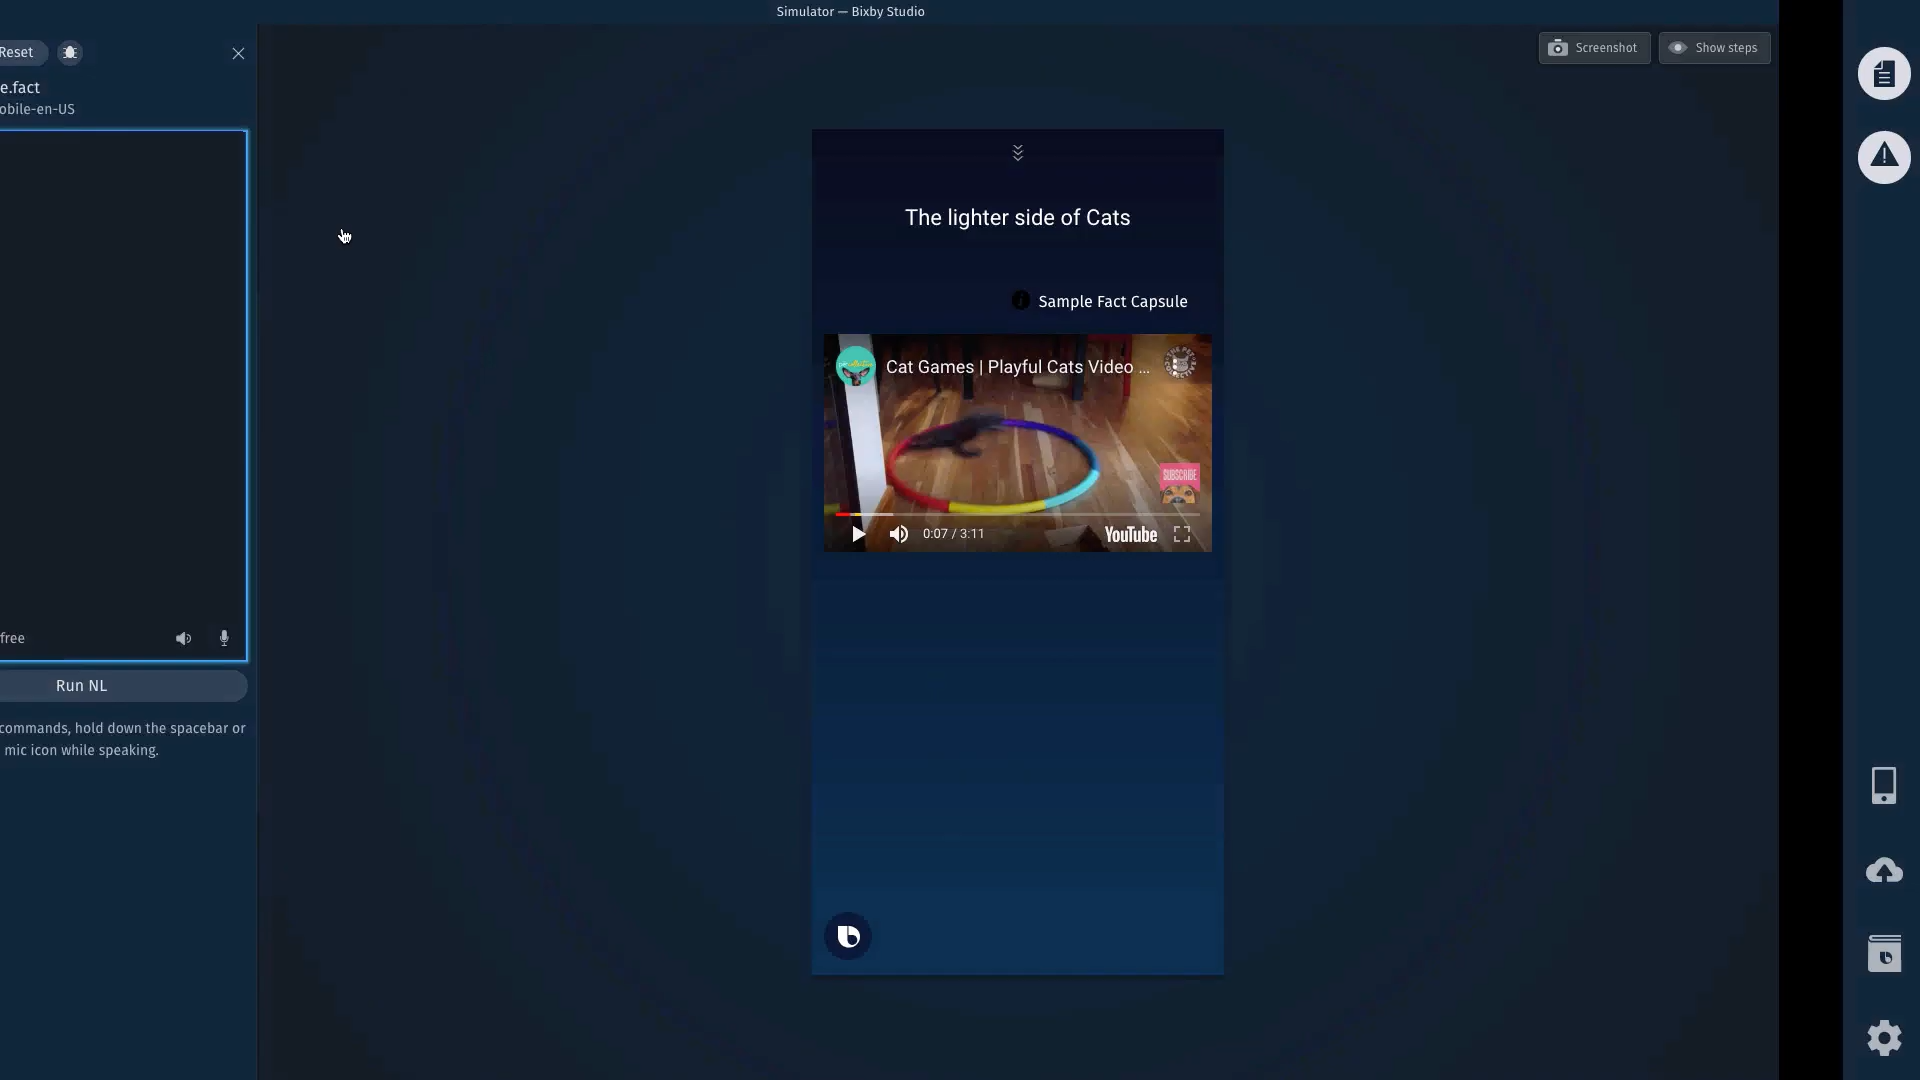 Simulator — Bixby Studio
Reset
Screenshot
Show steps
e.fact
obile-en-US
The lighter side of Cats
Sample Fact Capsule
Cat Games | Playful Cats Video ...
SUBSCRIBE
0:07 / 3:11
YouTube
free
Run NL
commands, hold down the spacebar or
mic icon while speaking.